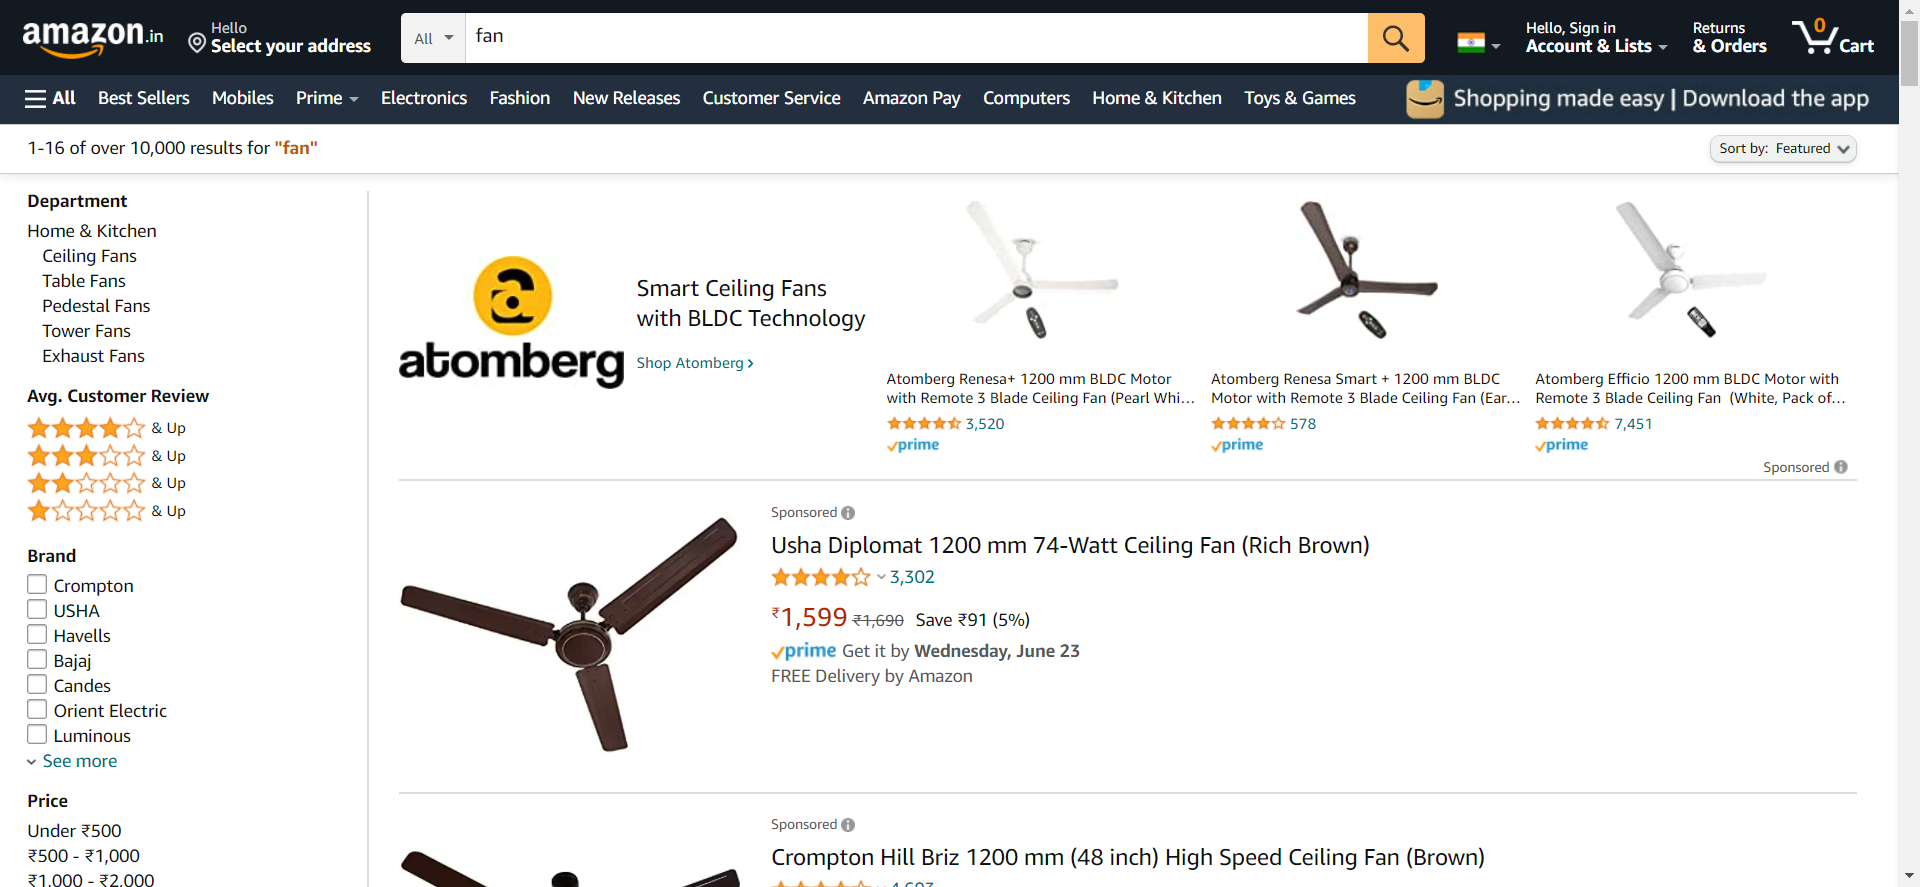 amazon.in
Hello
Select your address
All
fan
Hello, Sign in
Account & Lists
Returns
& Orders
0
Cart
All
Best Sellers
Mobiles
Prime
Electronics
Fashion
New Releases
Customer Service
Amazon Pay
Computers
Home & Kitchen
Toys & Games
Shopping made easy | Download the app
1-16 of over 10,000 results for "fan"
Sort by: Featured
Department
Home & Kitchen
Ceiling Fans
Table Fans
Pedestal Fans
Tower Fans
Exhaust Fans
Avg. Customer Review
& Up
& Up
& Up
& Up
Brand
Crompton
USHA
Havells
Bajaj
Candes
Orient Electric
Luminous
See more
Price
Under ₹500
₹500 - ₹1,000
₹1,000 - ₹2,000
a
atomberg
Smart Ceiling Fans
with BLDC Technology
Shop Atomberg ›
Atomberg Renesa+ 1200 mm BLDC Motor
with Remote 3 Blade Ceiling Fan (Pearl Whi...
3,520
prime
Atomberg Renesa Smart + 1200 mm BLDC
Motor with Remote 3 Blade Ceiling Fan (Ear...
578
prime
Atomberg Efficio 1200 mm BLDC Motor with
Remote 3 Blade Ceiling Fan (White, Pack of...
7,451
prime
Sponsored
Sponsored
Usha Diplomat 1200 mm 74-Watt Ceiling Fan (Rich Brown)
3,302
₹1,599 ₹1,690 Save ₹91 (5%)
prime Get it by Wednesday, June 23
FREE Delivery by Amazon
Sponsored
Crompton Hill Briz 1200 mm (48 inch) High Speed Ceiling Fan (Brown)